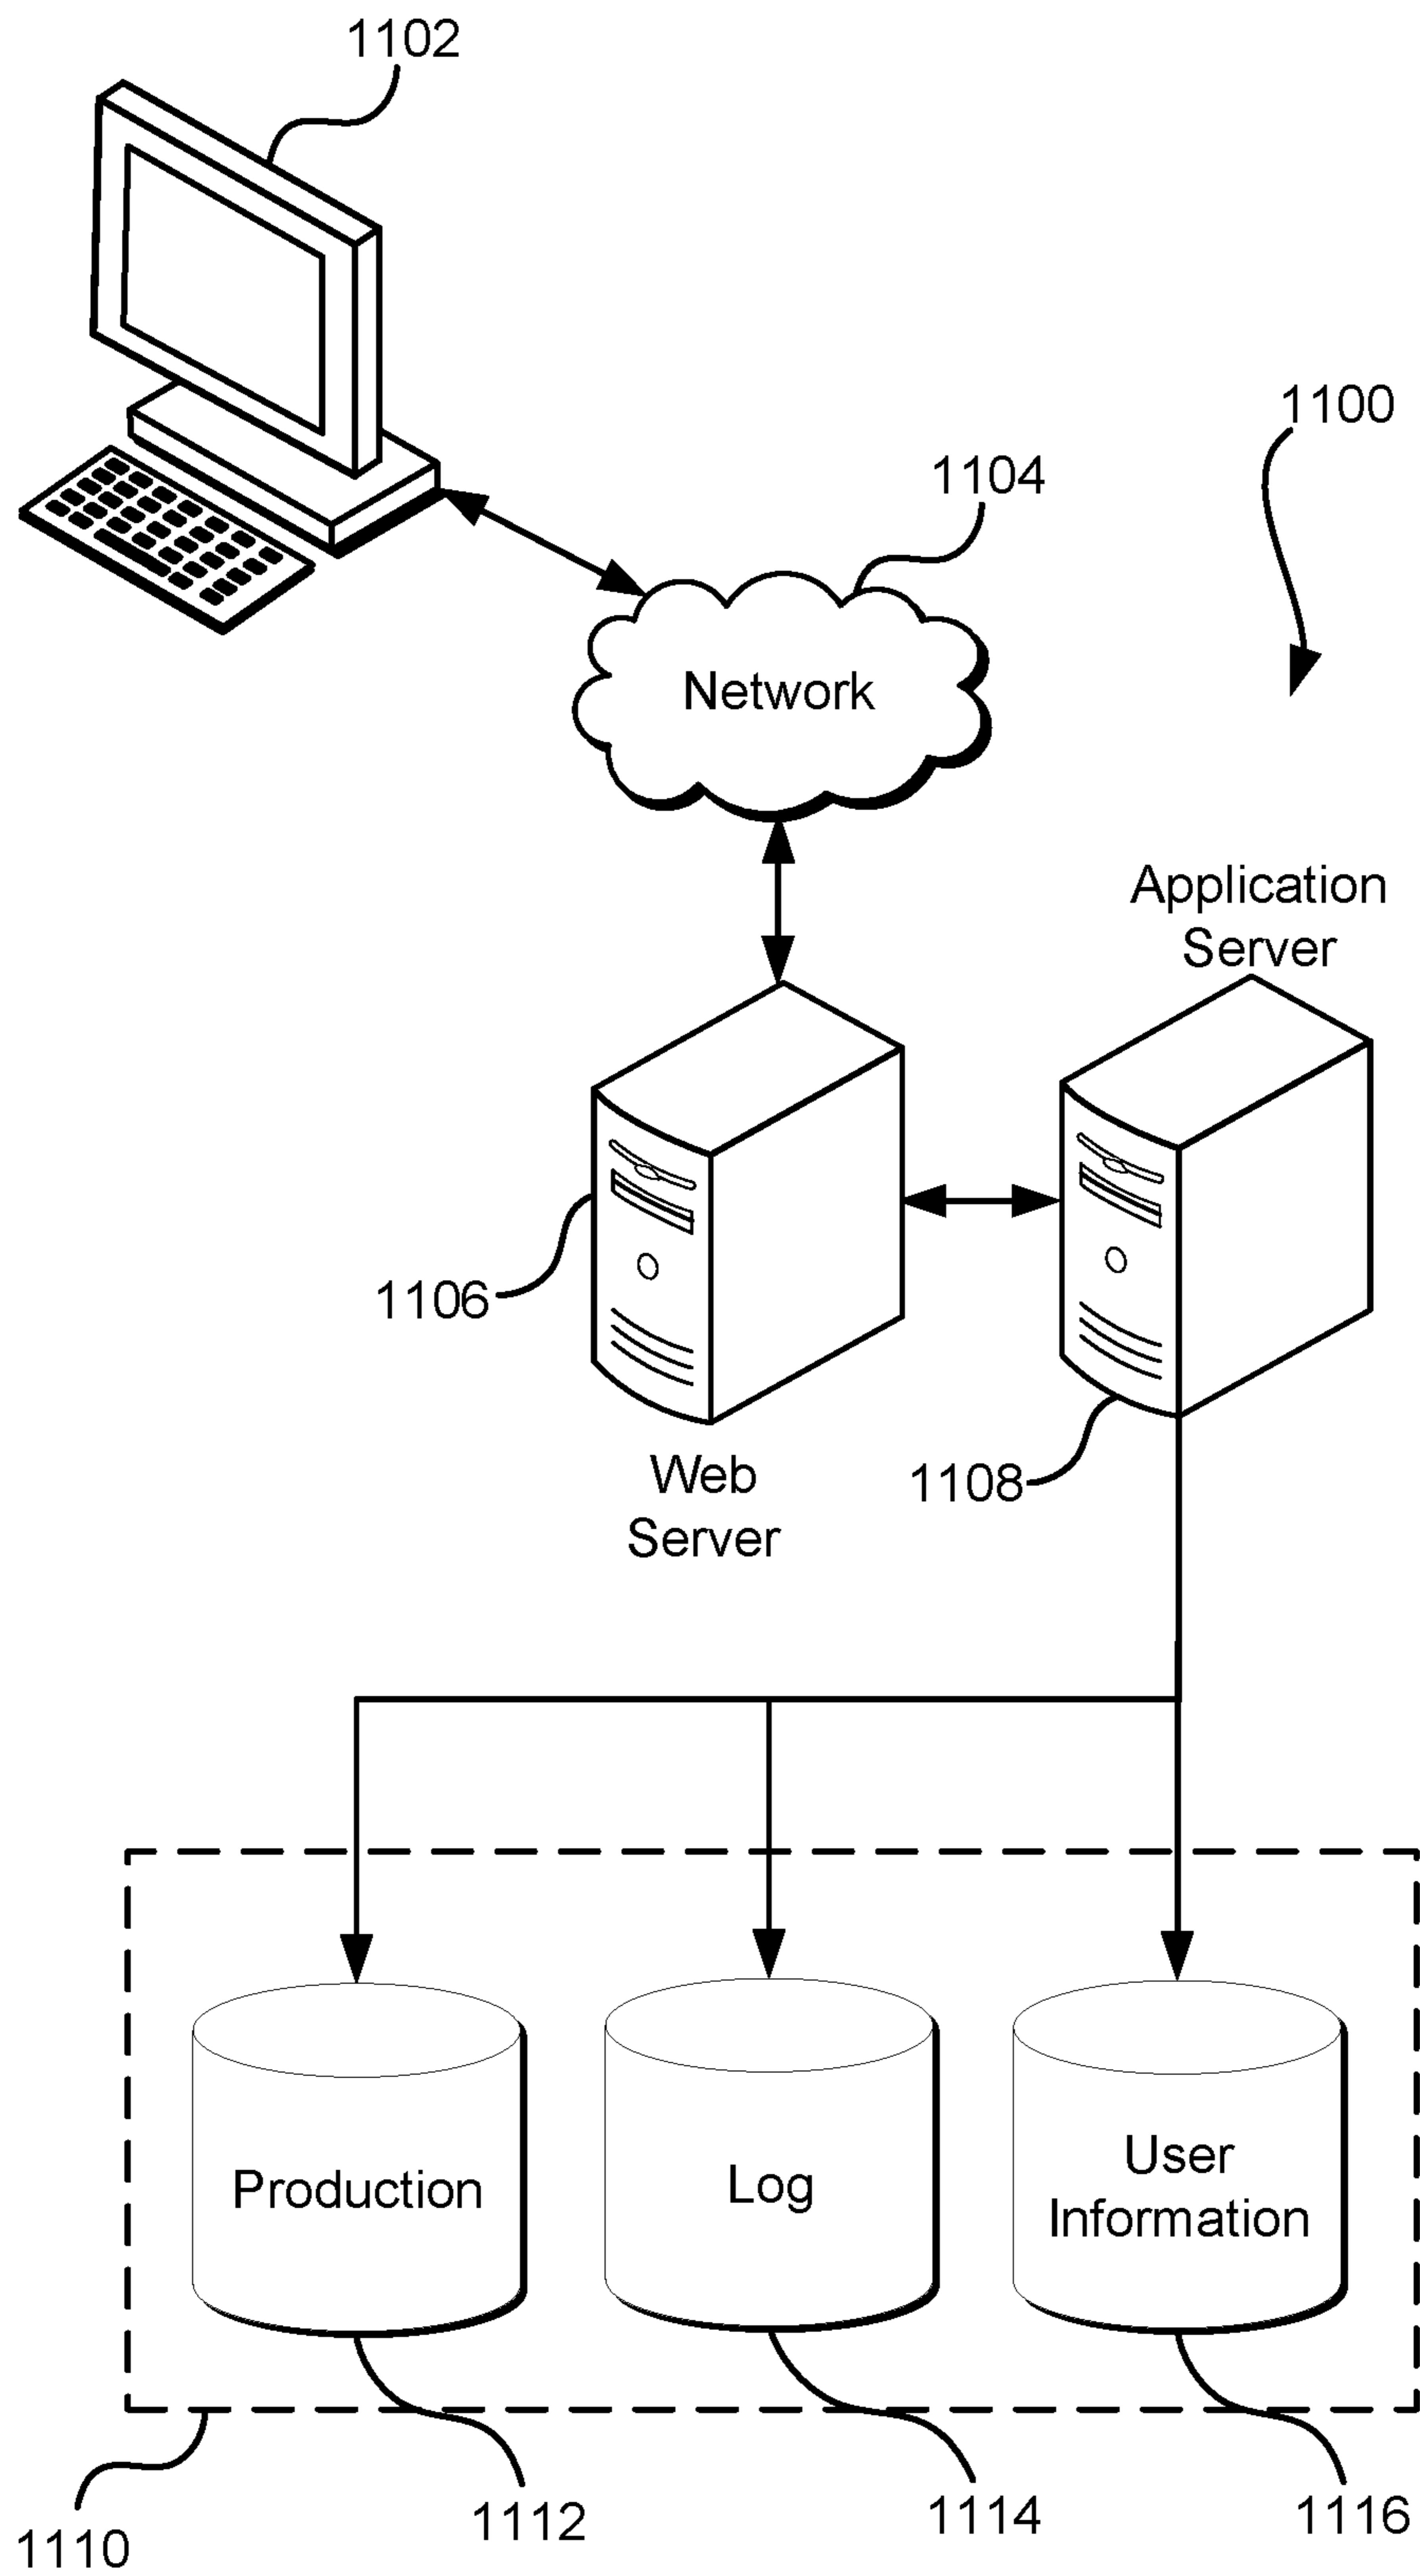 1102
1100
1104
Network
Application
Server
1106
Web
Server
1108
Production
Log
User
Information
1110
1112
1114
1116